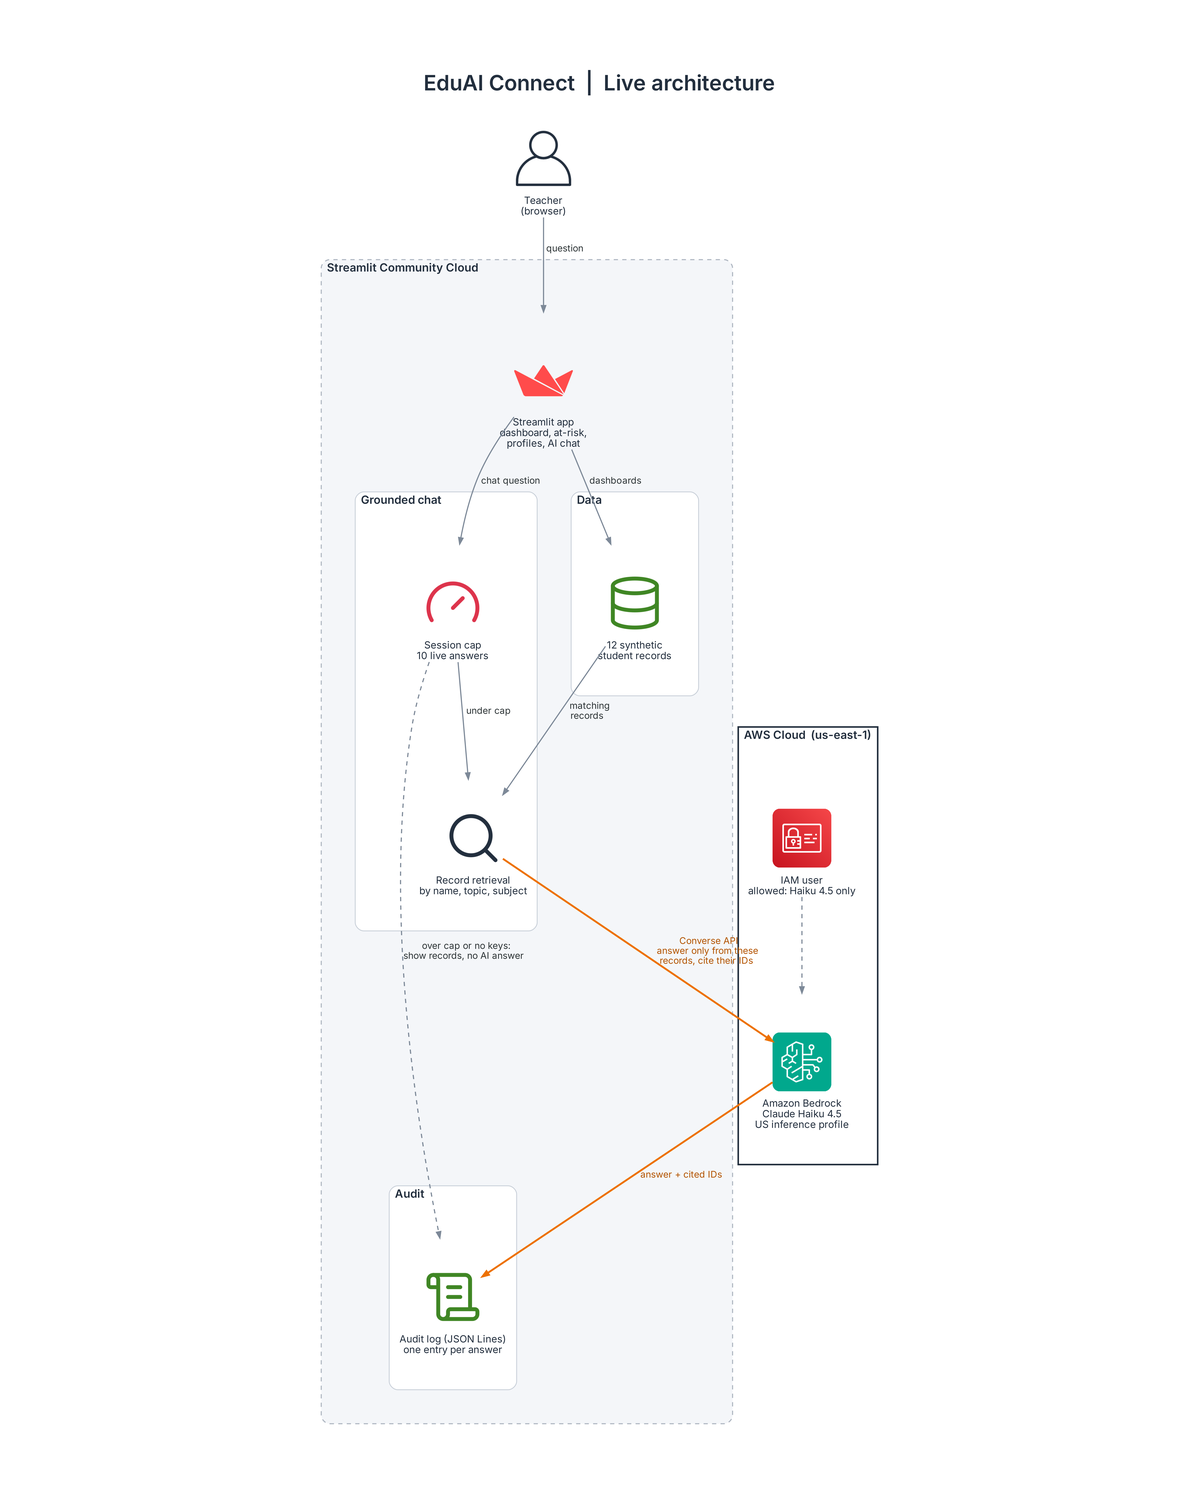 EduAI Connect | Live architecture
Teacher
(browser)
question
Streamlit Community Cloud
Streamlit app
dashboard, at-risk,
profiles, AI chat
chat question
dashboards
Grounded chat
Data
Session cap
10 live answers
12 synthetic
student records
under cap
matching
records
AWS Cloud (us-east-1)
Record retrieval
by name, topic, subject
IAM user
allowed: Haiku 4.5 only
over cap or no keys:
show records, no AI answer
Converse API
answer only from these
records, cite their IDs
Amazon Bedrock
Claude Haiku 4.5
US inference profile
answer + cited IDs
Audit
Audit log (JSON Lines)
one entry per answer